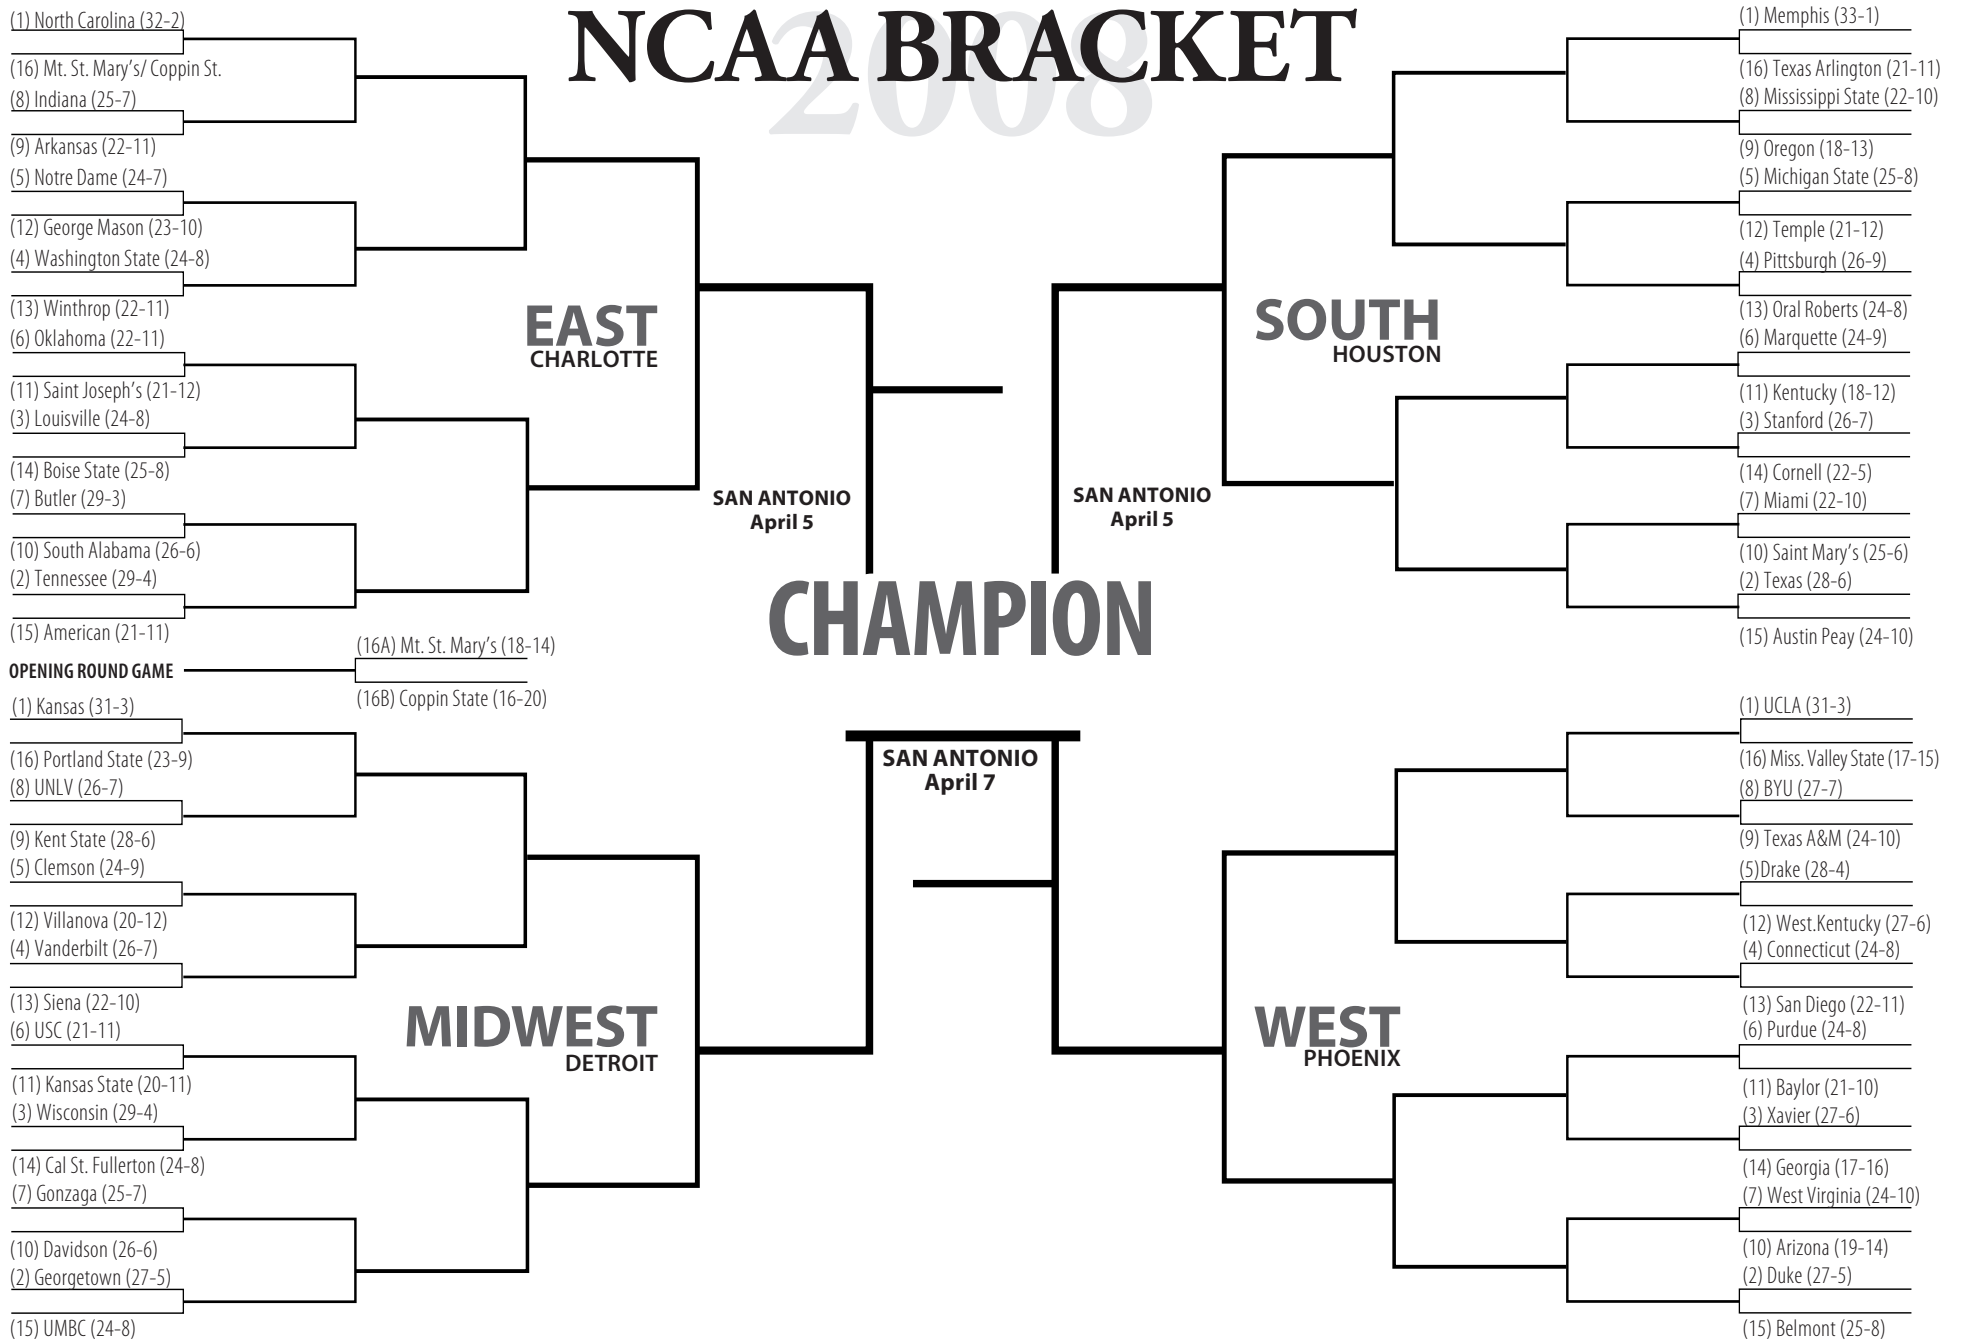 NCAA BRACKET
2008
(1) North Carolina (32-2)
(16) Mt. St. Mary's/ Coppin St.
(8) Indiana (25-7)
(9) Arkansas (22-11)
(5) Notre Dame (24-7)
(12) George Mason (23-10)
(4) Washington State (24-8)
(13) Winthrop (22-11)
(6) Oklahoma (22-11)
(11) Saint Joseph's (21-12)
(3) Louisville (24-8)
(14) Boise State (25-8)
(7) Butler (29-3)
(10) South Alabama (26-6)
(2) Tennessee (29-4)
(15) American (21-11)
EAST
CHARLOTTE
OPENING ROUND GAME
(16A) Mt. St. Mary's (18-14)
(16B) Coppin State (16-20)
(1) Kansas (31-3)
(16) Portland State (23-9)
(8) UNLV (26-7)
(9) Kent State (28-6)
(5) Clemson (24-9)
(12) Villanova (20-12)
(4) Vanderbilt (26-7)
(13) Siena (22-10)
(6) USC (21-11)
(11) Kansas State (20-11)
(3) Wisconsin (29-4)
(14) Cal St. Fullerton (24-8)
(7) Gonzaga (25-7)
(10) Davidson (26-6)
(2) Georgetown (27-5)
(15) UMBC (24-8)
MIDWEST
DETROIT
SAN ANTONIO
April 5
SAN ANTONIO
April 5
CHAMPION
SAN ANTONIO
April 7
(1) Memphis (33-1)
(16) Texas Arlington (21-11)
(8) Mississippi State (22-10)
(9) Oregon (18-13)
(5) Michigan State (25-8)
(12) Temple (21-12)
(4) Pittsburgh (26-9)
(13) Oral Roberts (24-8)
(6) Marquette (24-9)
(11) Kentucky (18-12)
(3) Stanford (26-7)
(14) Cornell (22-5)
(7) Miami (22-10)
(10) Saint Mary's (25-6)
(2) Texas (28-6)
(15) Austin Peay (24-10)
SOUTH
HOUSTON
(1) UCLA (31-3)
(16) Miss. Valley State (17-15)
(8) BYU (27-7)
(9) Texas A&M (24-10)
(5)Drake (28-4)
(12) West.Kentucky (27-6)
(4) Connecticut (24-8)
(13) San Diego (22-11)
(6) Purdue (24-8)
(11) Baylor (21-10)
(3) Xavier (27-6)
(14) Georgia (17-16)
(7) West Virginia (24-10)
(10) Arizona (19-14)
(2) Duke (27-5)
(15) Belmont (25-8)
WEST
PHOENIX